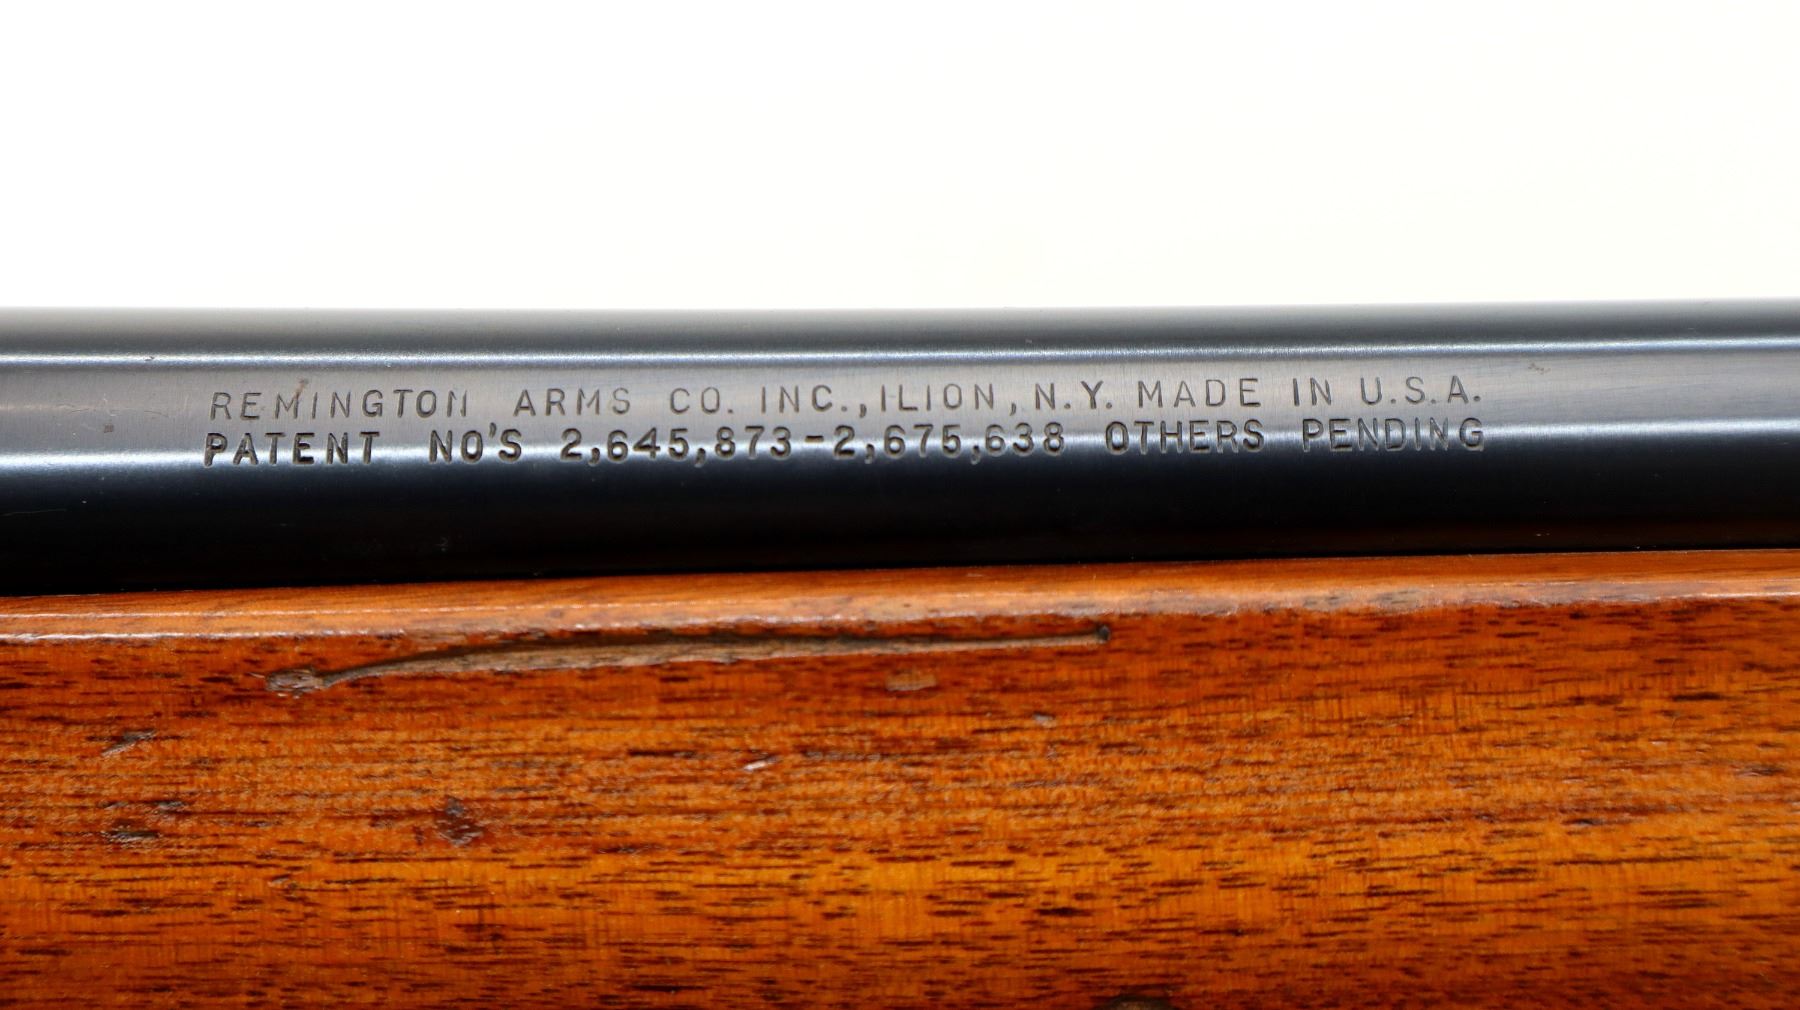 REMINGTON ARMS CO. INC., ILION, N.Y. MADE IN U.S.A.
PATENT NO'S 2,645,873-2,675,638 OTHERS PENDING